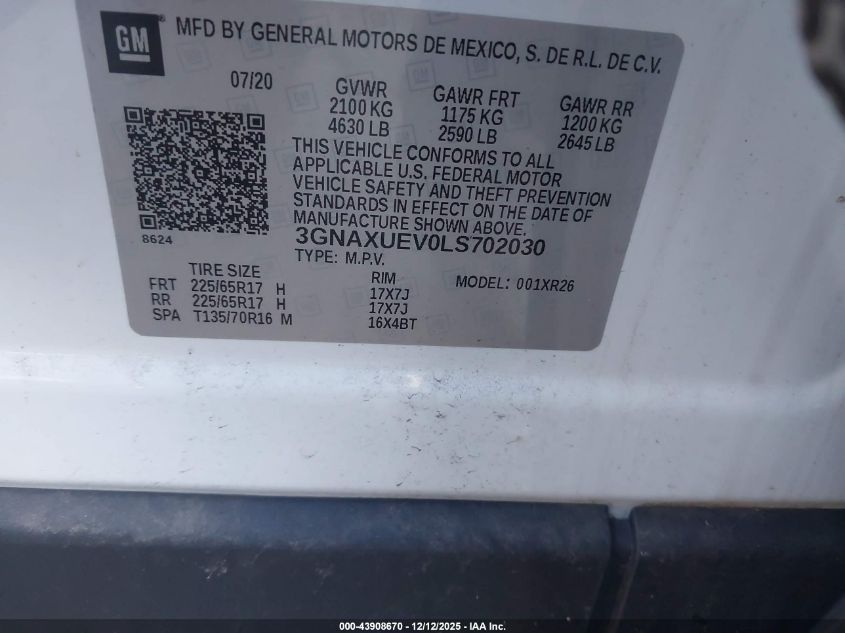 GM ®
MFD BY GENERAL MOTORS DE MEXICO, S. DE R.L. DE C.V.
07/20
GVWR
2100 KG
4630 LB
GAWR FRT
1175 KG
2590 LB
GAWR RR
1200 KG
2645 LB
THIS VEHICLE CONFORMS TO ALL
APPLICABLE U.S. FEDERAL MOTOR
VEHICLE SAFETY AND THEFT PREVENTION
STANDARDS IN EFFECT ON THE DATE OF
MANUFACTURE SHOWN ABOVE.
8624
3GNAXUEV0LS702030
TYPE: M.P.V.
MODEL: 001XR26
TIRE SIZE RIM
FRT 225/65R17 H 17X7J
RR 225/65R17 H 17X7J
SPA T135/70R16 M 16X4BT
000-43908670 - 12/12/2025 - IAA Inc.